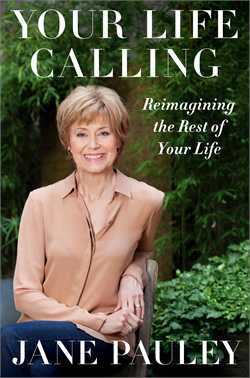 YOUR LIFE
CALLING
Reimagining
the Rest of
Your Life
JANE PAULEY